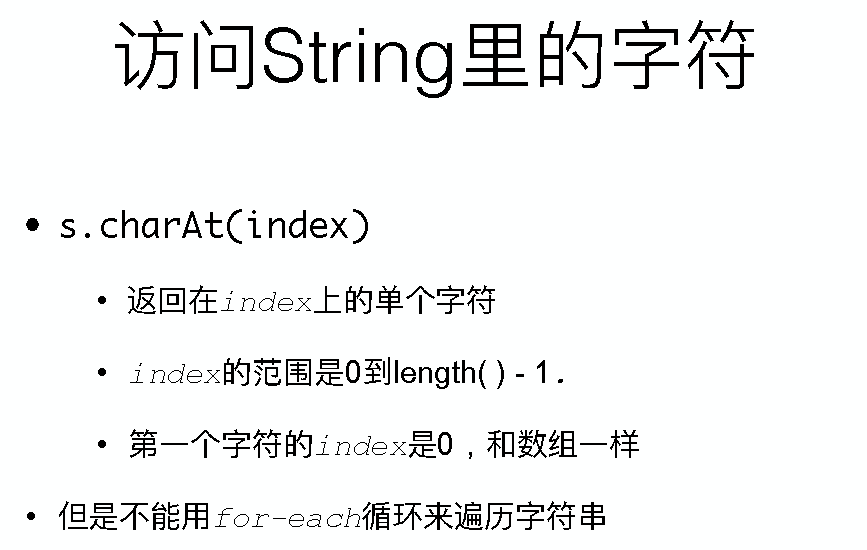 访问String里的字符
• s.charAt(index)
• 返回在index上的单个字符
• index的范围是0到length( ) - 1.
• 第一个字符的index是0，和数组一样
• 但是不能用for-each循环来遍历字符串